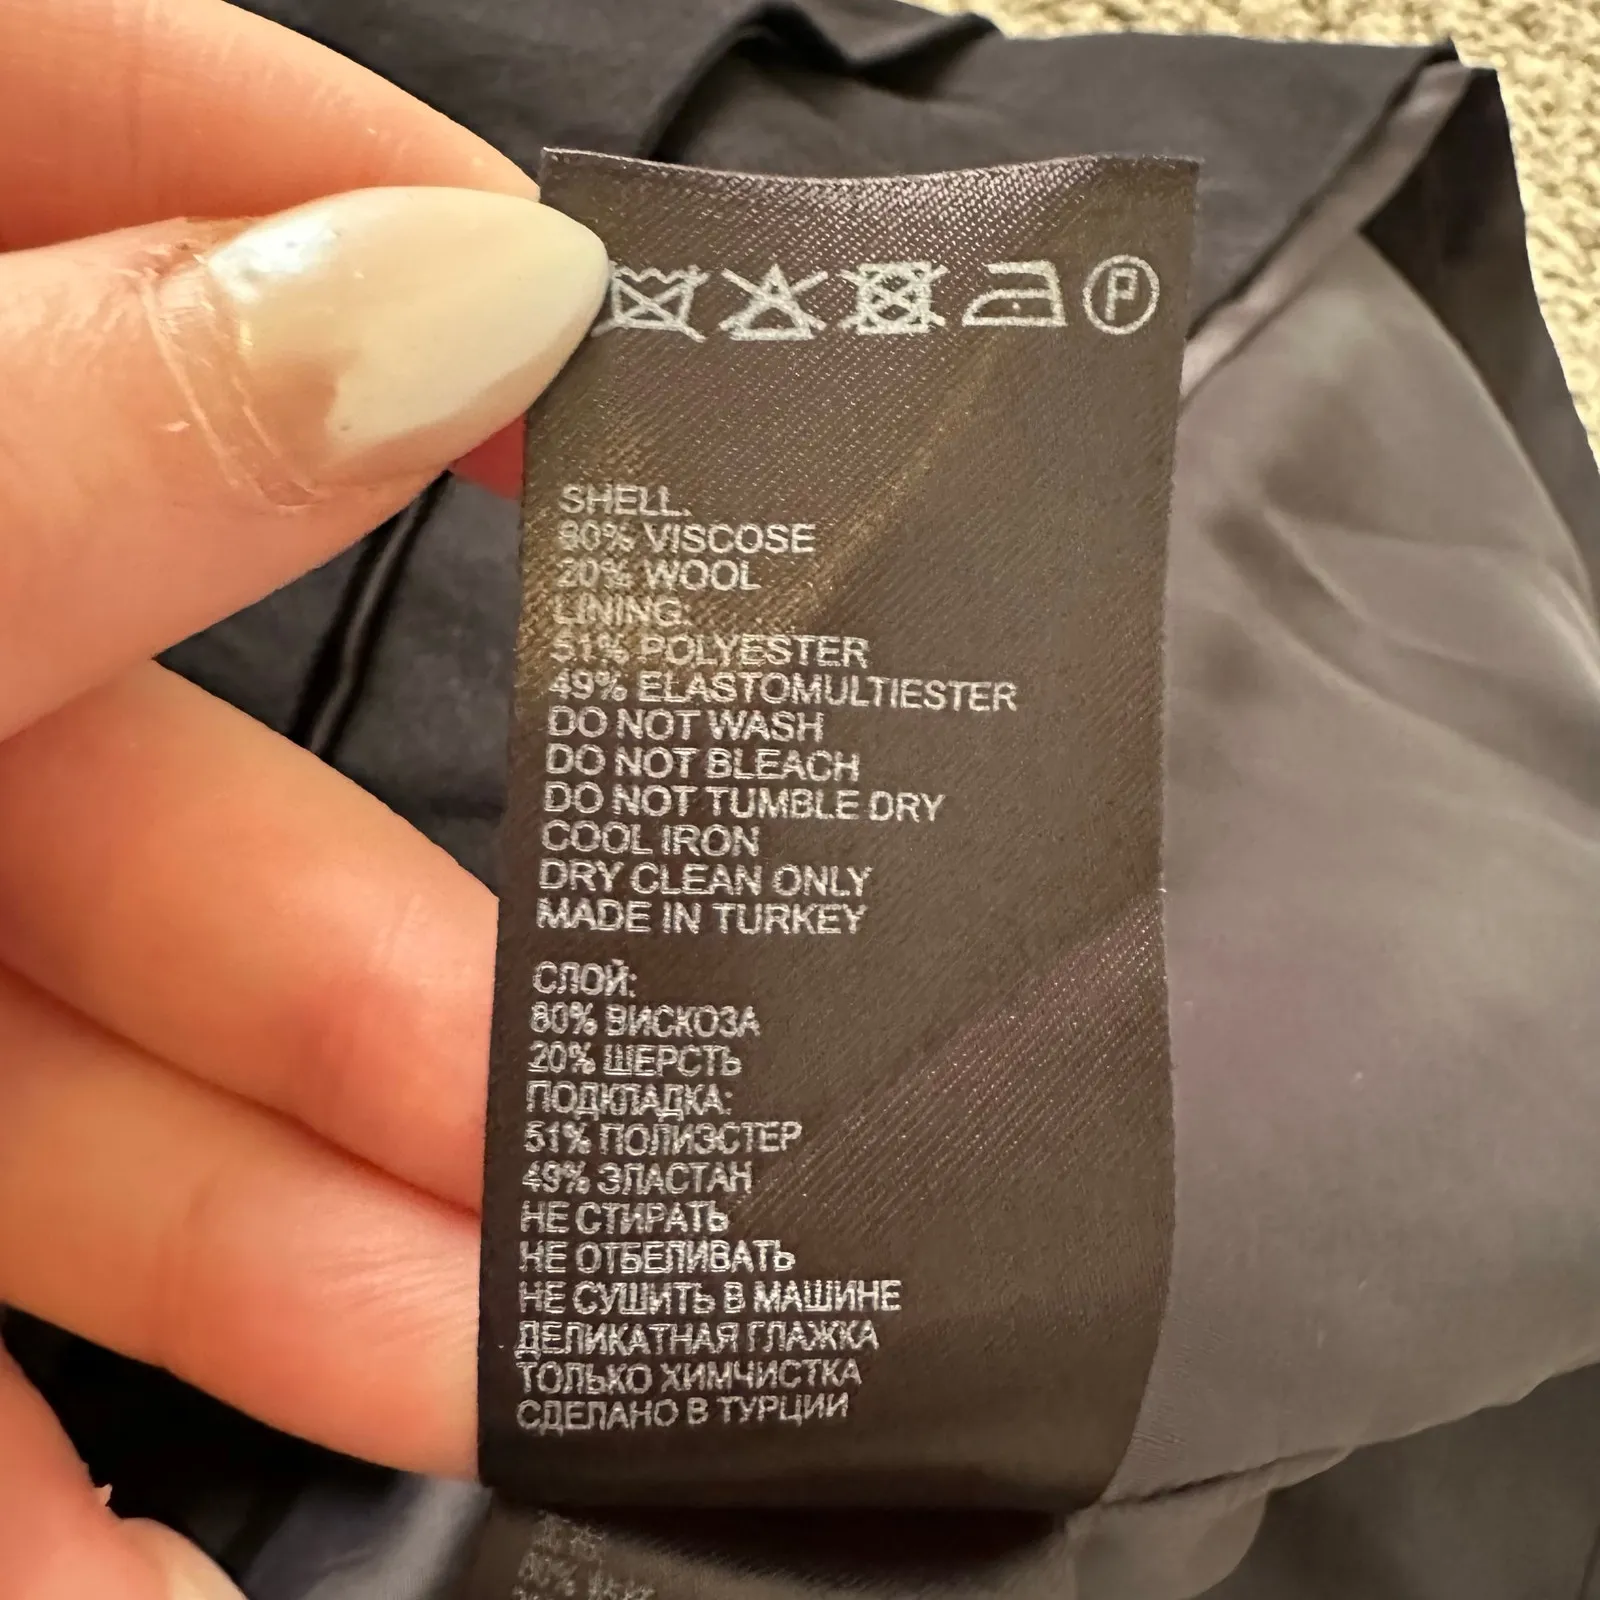 P
SHELL:
80% VISCOSE
20% WOOL
LINING:
51% POLYESTER
49% ELASTOMULTIESTER
DO NOT WASH
DO NOT BLEACH
DO NOT TUMBLE DRY
COOL IRON
DRY CLEAN ONLY
MADE IN TURKEY
СЛОЙ:
80% ВИСКОЗА
20% ШЕРСТЬ
ПОДКЛАДКА:
51% ПОЛИЭСТЕР
49% ЭЛАСТАН
НЕ СТИРАТЬ
НЕ ОТБЕЛИВАТЬ
НЕ СУШИТЬ В МАШИНЕ
ДЕЛИКАТНАЯ ГЛАЖКА
ТОЛЬКО ХИМЧИСТКА
СДЕЛАНО В ТУРЦИИ